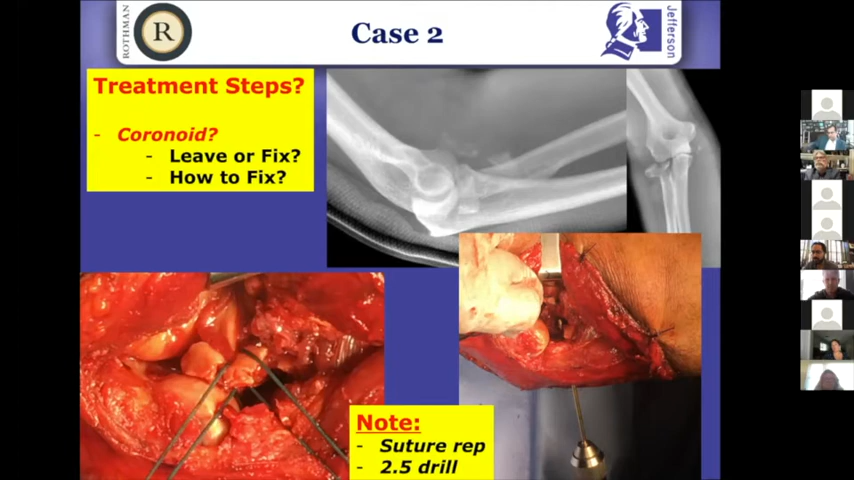 ROTHMAN
R
Case 2
Jefferson
Treatment Steps?
- Coronoid?
- Leave or Fix?
- How to Fix?
Note:
- Suture rep
- 2.5 drill